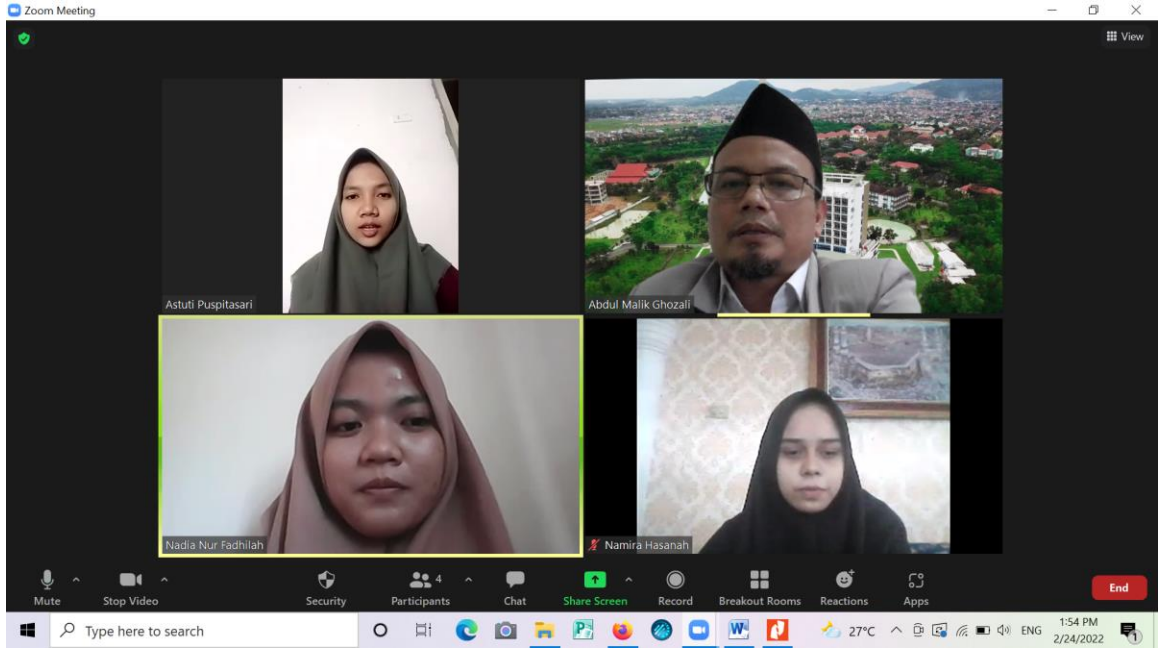 Zoom Meeting
View
Astuti Puspitasari
Abdul Malik Ghozali
Nadia Nur Fadhilah
Namira Hasanah
Mute
Stop Video
Security
4
Participants
Chat
Share Screen
Record
Breakout Rooms
Reactions
Apps
End
Type here to search
27°C
ENG
1:54 PM
2/24/2022
1